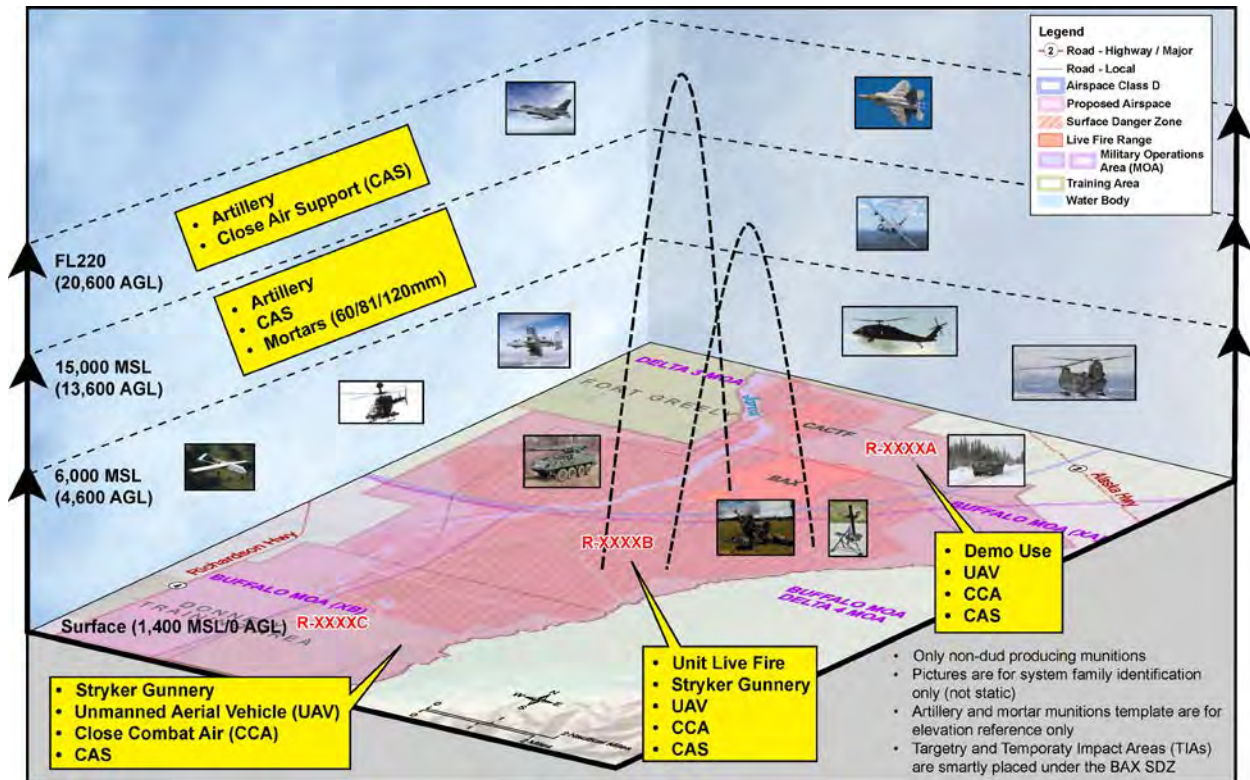 Legend
2 Road - Highway / Major
Road - Local
Airspace Class D
Proposed Airspace
Surface Danger Zone
Live Fire Range
Military Operations
Area (MOA)
Training Area
Water Body
• Artillery
• Close Air Support (CAS)
FL220
(20,600 AGL)
• Artillery
• CAS
• Mortars (60/81/120mm)
15,000 MSL
(13,600 AGL)
6,000 MSL
(4,600 AGL)
DELTA 3 MOA
FORT GREELY
CACTF
R-XXXXA
BAX
2
Alaska Hwy
BUFFALO MOA (XA)
R-XXXXB
Richardson Hwy
4
BUFFALO MOA (XB)
DONNELLY
TRAINING AREA
R-XXXXC
Surface (1,400 MSL/0 AGL)
BUFFALO MOA
DELTA 4 MOA
• Demo Use
• UAV
• CCA
• CAS
• Unit Live Fire
• Stryker Gunnery
• UAV
• CCA
• CAS
• Stryker Gunnery
• Unmanned Aerial Vehicle (UAV)
• Close Combat Air (CCA)
• CAS
N
W
E
S
0
Miles
• Only non-dud producing munitions
• Pictures are for system family identification
only (not static)
• Artillery and mortar munitions template are for
elevation reference only
• Targetry and Temporaty Impact Areas (TIAs)
are smartly placed under the BAX SDZ